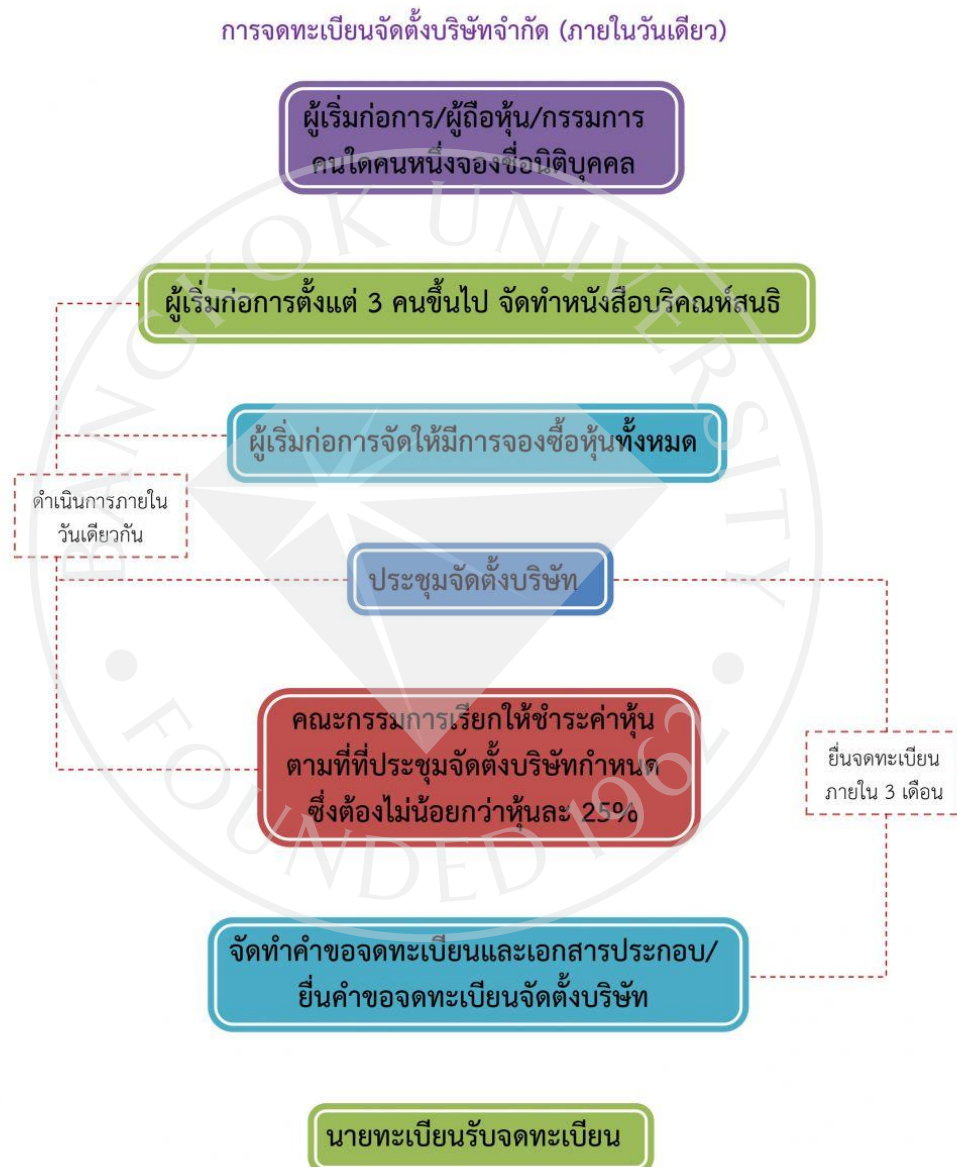 การจดทะเบียนจัดตั้งบริษัทจำกัด (ภายในวันเดียว)
ผู้เริ่มก่อการ/ผู้ถือหุ้น/กรรมการ
คนใดคนหนึ่งจองชื่อนิติบุคคล
ผู้เริ่มก่อการตั้งแต่ 3 คนขึ้นไป จัดทำหนังสือบริคณห์สนธิ
ผู้เริ่มก่อการจัดให้มีการจองซื้อหุ้นทั้งหมด
ดำเนินการภายใน
วันเดียวกัน
ประชุมจัดตั้งบริษัท
คณะกรรมการเรียกให้ชำระค่าหุ้น
ตามที่ที่ประชุมจัดตั้งบริษัทกำหนด
ซึ่งต้องไม่น้อยกว่าหุ้นละ 25%
ยื่นจดทะเบียน
ภายใน 3 เดือน
จัดทำคำขอจดทะเบียนและเอกสารประกอบ/
ยื่นคำขอจดทะเบียนจัดตั้งบริษัท
นายทะเบียนรับจดทะเบียน
BANGKOK UNIVERSITY
FOUNDED 1962